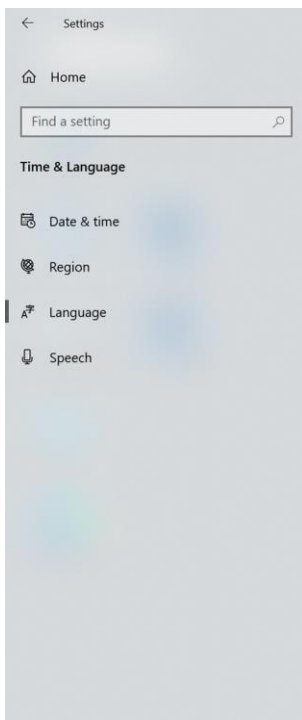 Settings
Home
Find a setting
Time & Language
Date & time
Region
Language
Speech